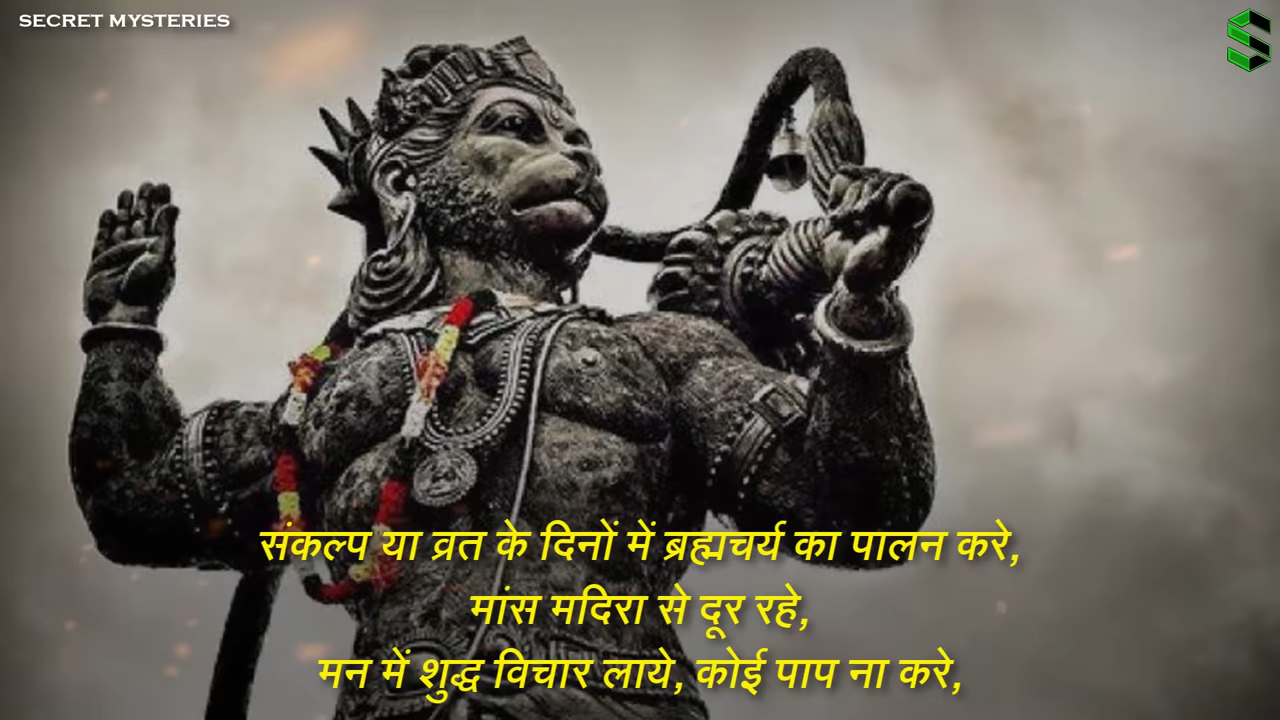 SECRET MYSTERIES
संकल्प या व्रत के दिनों में ब्रह्मचर्य का पालन करे,
मांस मदिरा से दूर रहे,
मन में शुद्ध विचार लाये, कोई पाप ना करे,